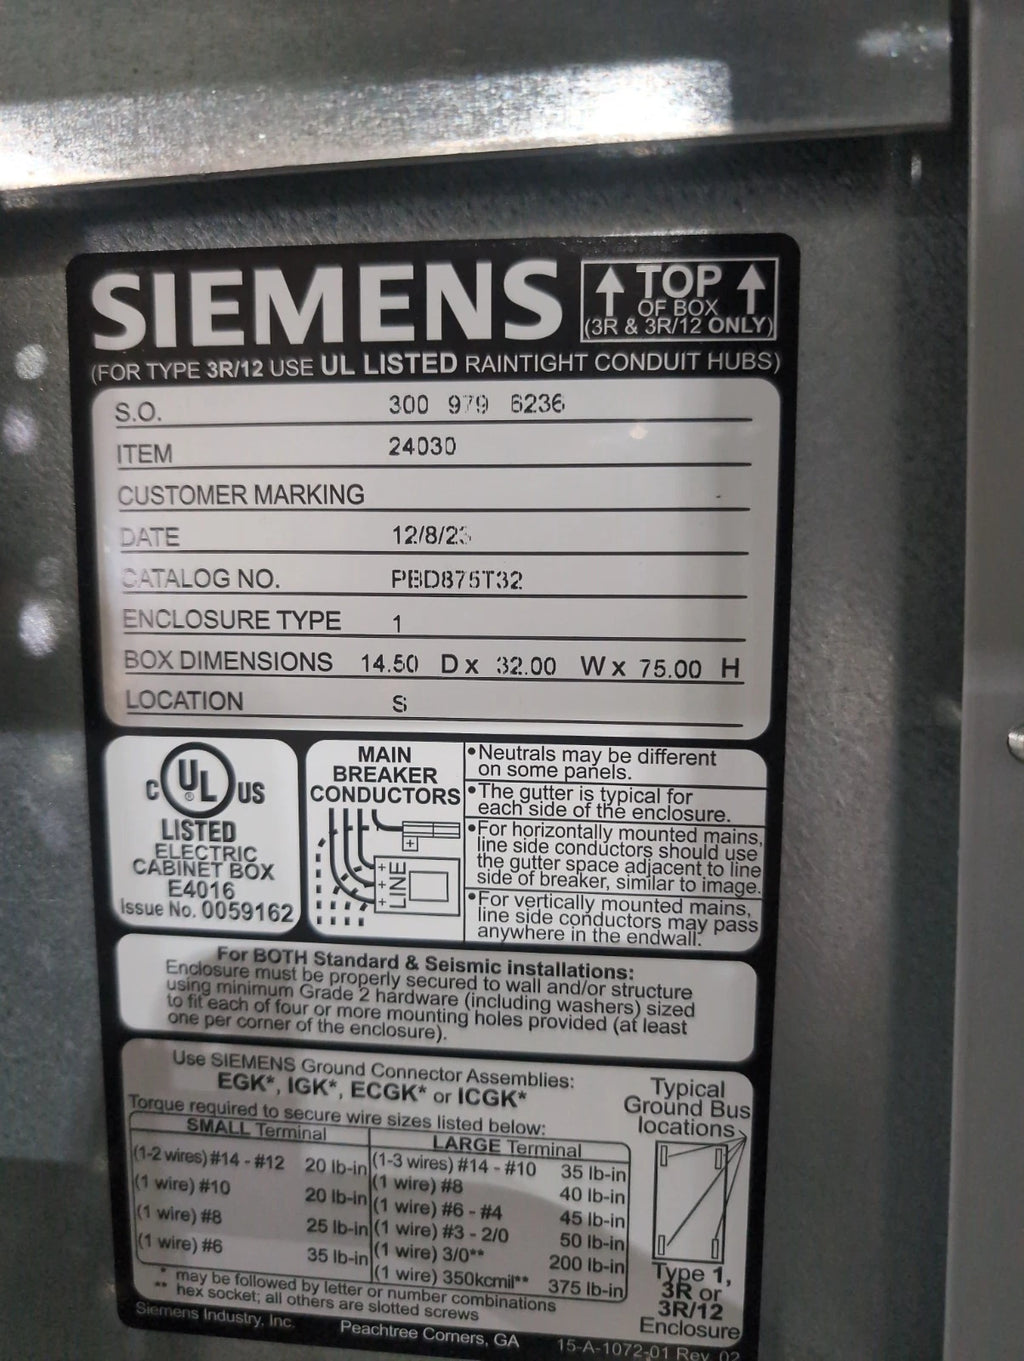 SIEMENS
TOP
OF BOX
(3R & 3R/12 ONLY)
(FOR TYPE 3R/12 USE UL LISTED RAINTIGHT CONDUIT HUBS)
S.O. 300 979 6236
ITEM 24030
CUSTOMER MARKING
DATE 12/8/23
CATALOG NO. PBD875T32
ENCLOSURE TYPE 1
BOX DIMENSIONS 14.50 D x 32.00 W x 75.00 H
LOCATION S
C UL ® US
LISTED
ELECTRIC
CABINET BOX
E4016
Issue No. 0059162
MAIN
BREAKER
CONDUCTORS
LINE
•Neutrals may be different
on some panels.
•The gutter is typical for
each side of the enclosure.
•For horizontally mounted mains,
line side conductors should use
the gutter space adjacent to line
side of breaker, similar to image.
•For vertically mounted mains,
line side conductors may pass
anywhere in the endwall.
For BOTH Standard & Seismic installations:
Enclosure must be properly secured to wall and/or structure
using minimum Grade 2 hardware (including washers) sized
to fit each of four or more mounting holes provided (at least
one per corner of the enclosure).
Use SIEMENS Ground Connector Assemblies:
EGK*, IGK*, ECGK* or ICGK*
Torque required to secure wire sizes listed below:
SMALL Terminal
(1-2 wires) #14 - #12 20 lb-in
(1 wire) #10 20 lb-in
(1 wire) #8 25 lb-in
(1 wire) #6 35 lb-in
LARGE Terminal
(1-3 wires) #14 - #10 35 lb-in
(1 wire) #8 40 lb-in
(1 wire) #6 - #4 45 lb-in
(1 wire) #3 - 2/0 50 lb-in
(1 wire) 3/0** 200 lb-in
(1 wire) 350kcmil** 375 lb-in
* may be followed by letter or number combinations
** hex socket; all others are slotted screws
Typical
Ground Bus
locations
Type 1,
3R or
3R/12
Enclosure
Siemens Industry, Inc. Peachtree Corners, GA 15-A-1072-01 Rev. 02